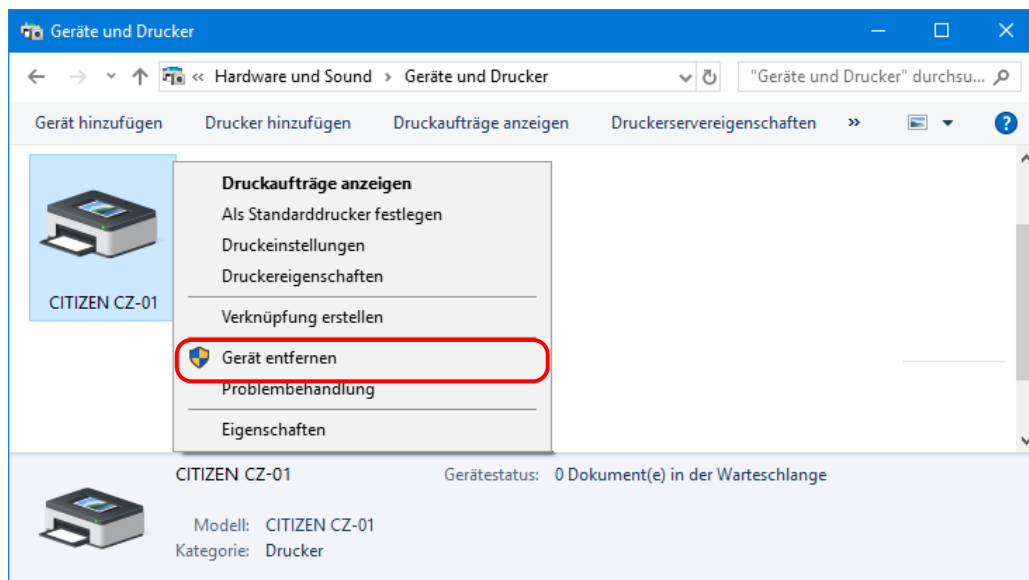 Geräte und Drucker
« Hardware und Sound > Geräte und Drucker "Geräte und Drucker" durchsu...
Gerät hinzufügen Drucker hinzufügen Druckaufträge anzeigen Druckerservereigenschaften »
Druckaufträge anzeigen
Als Standarddrucker festlegen
Druckeinstellungen
Druckereigenschaften
CITIZEN CZ-01
Verknüpfung erstellen
Gerät entfernen
Problembehandlung
Eigenschaften
CITIZEN CZ-01 Gerätestatus: 0 Dokument(e) in der Warteschlange
Modell: CITIZEN CZ-01
Kategorie: Drucker